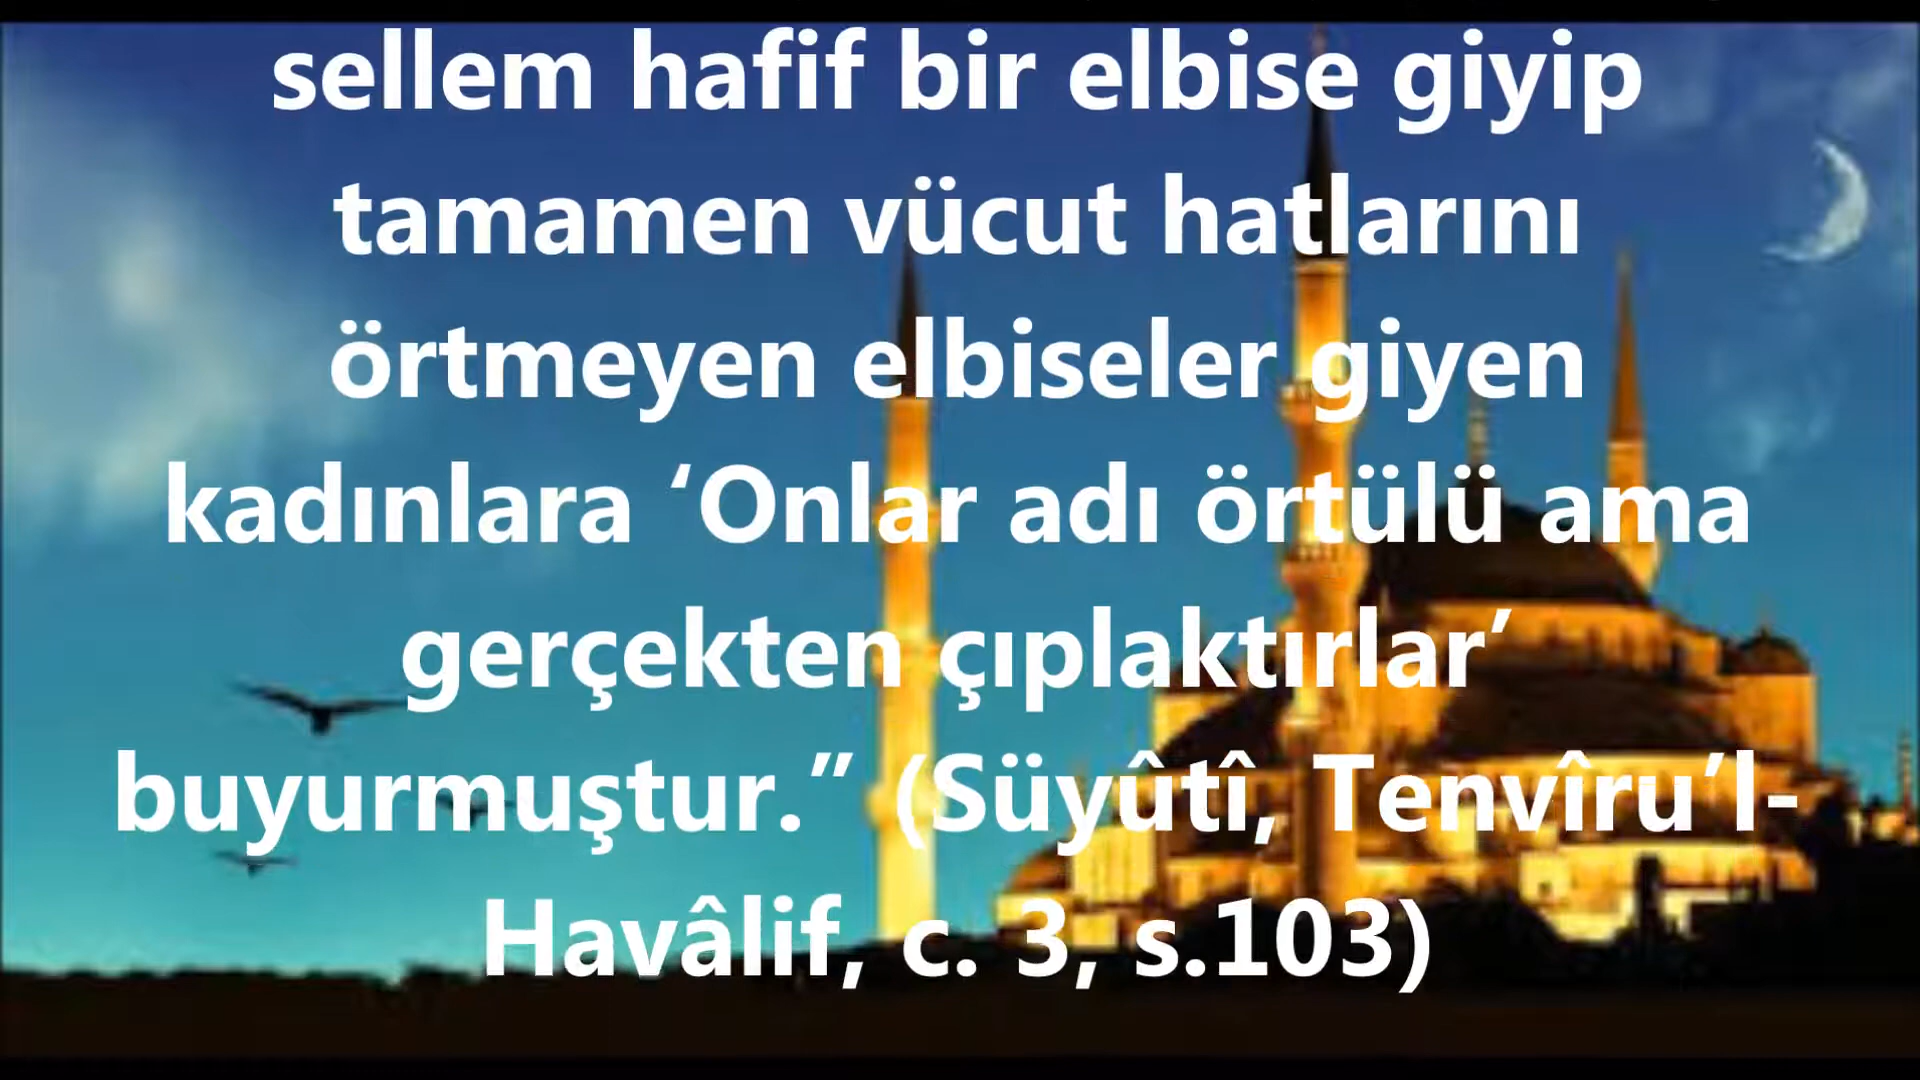 sellem hafif bir elbise giyip
tamamen vücut hatlarını
örtmeyen elbiseler giyen
kadınlara ‘Onlar adı örtülü ama
gerçekten çıplaktırlar’
buyurmuştur.” (Süyûtî, Tenvîru’l-
Havâlif, c. 3, s.103)